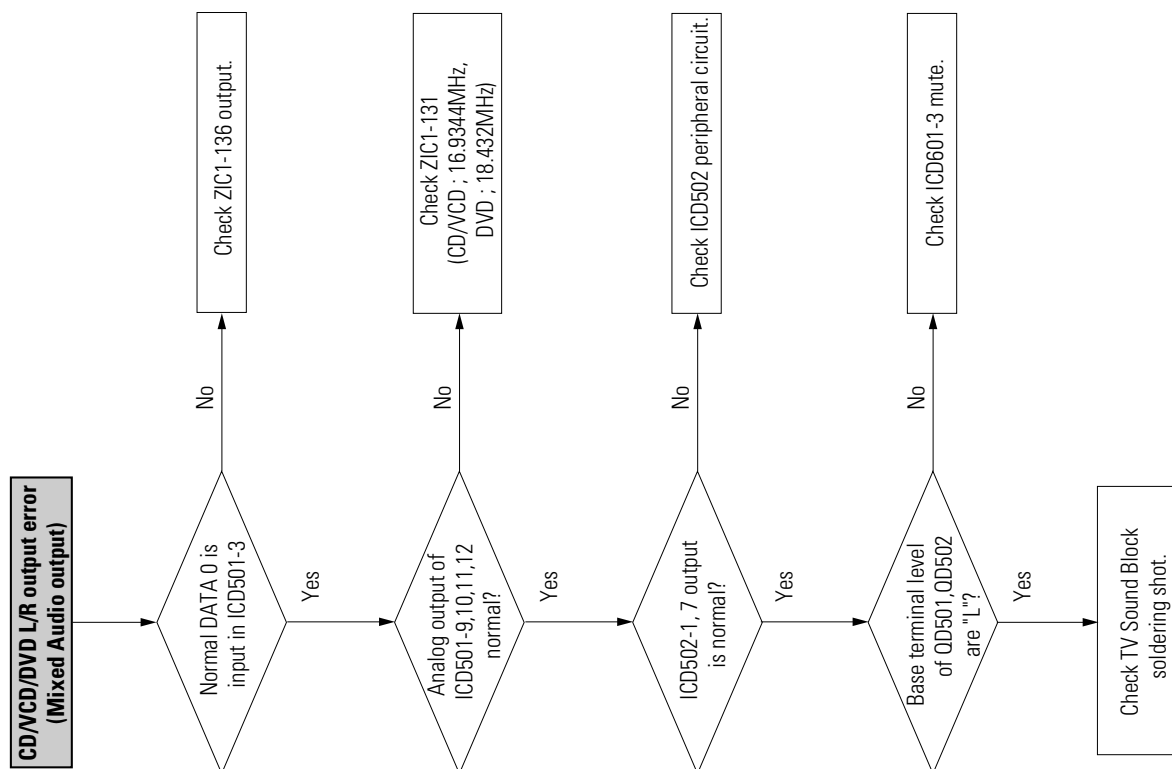 CD/VCD/DVD L/R output error
(Mixed Audio output)
Normal DATA 0 is
input in ICD501-3
No
Check ZIC1-136 output.
Yes
Analog output of
ICD501-9,10,11,12
normal?
No
Check ZIC1-131
(CD/VCD ; 16.9344MHz,
DVD ; 18.432MHz)
Yes
ICD502-1, 7 output
is normal?
No
Check ICD502 peripheral circuit.
Yes
Base terminal level
of QD501,QD502
are "L"?
No
Check ICD601-3 mute.
Yes
Check TV Sound Block
soldering shot.